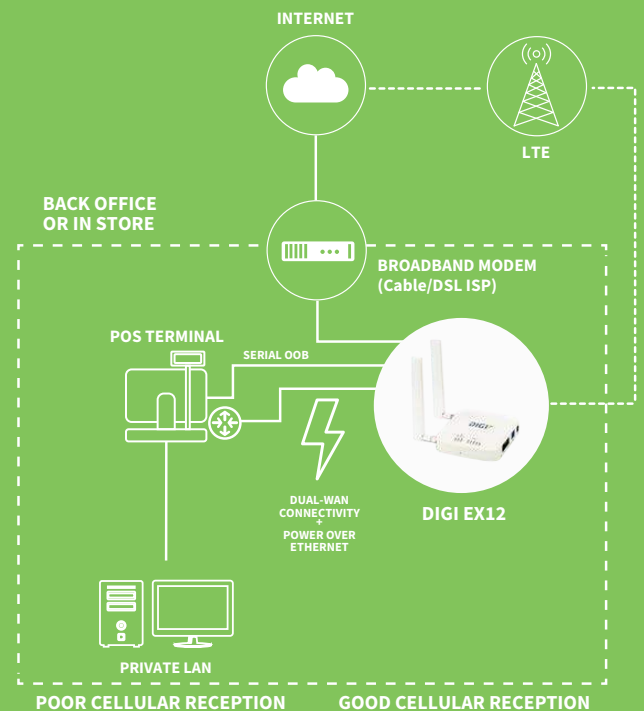 INTERNET
LTE
BACK OFFICE
OR IN STORE
BROADBAND MODEM
(Cable/DSL ISP)
POS TERMINAL
SERIAL OOB
DIGI
DUAL-WAN
CONNECTIVITY
+
POWER OVER
ETHERNET
DIGI EX12
PRIVATE LAN
POOR CELLULAR RECEPTION
GOOD CELLULAR RECEPTION